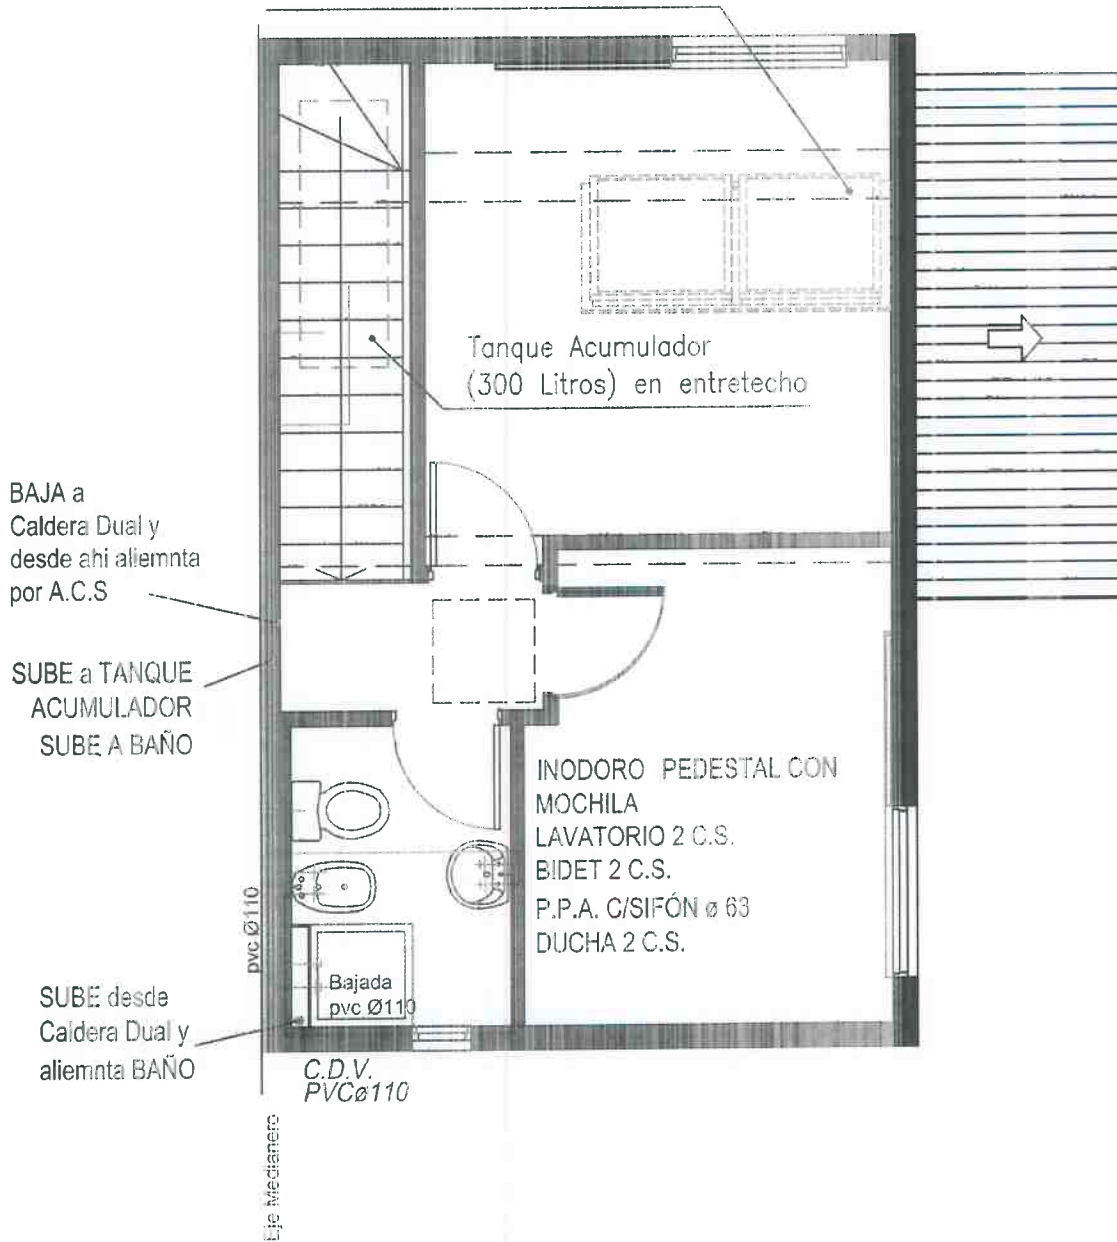 Tanque Acumulador
(300 Litros) en entretecho
BAJA a
Caldera Dual y
desde ahi aliemnta
por A.C.S
SUBE a TANQUE
ACUMULADOR
SUBE A BAÑO
INODORO PEDESTAL CON
MOCHILA
LAVATORIO 2 C.S.
BIDET 2 C.S.
P.P.A. C/SIFÓN ø 63
DUCHA 2 C.S.
pvc Ø110
Bajada
pvc Ø110
SUBE desde
Caldera Dual y
aliemnta BAÑO
C.D.V.
PVCø110
Eje Medianero